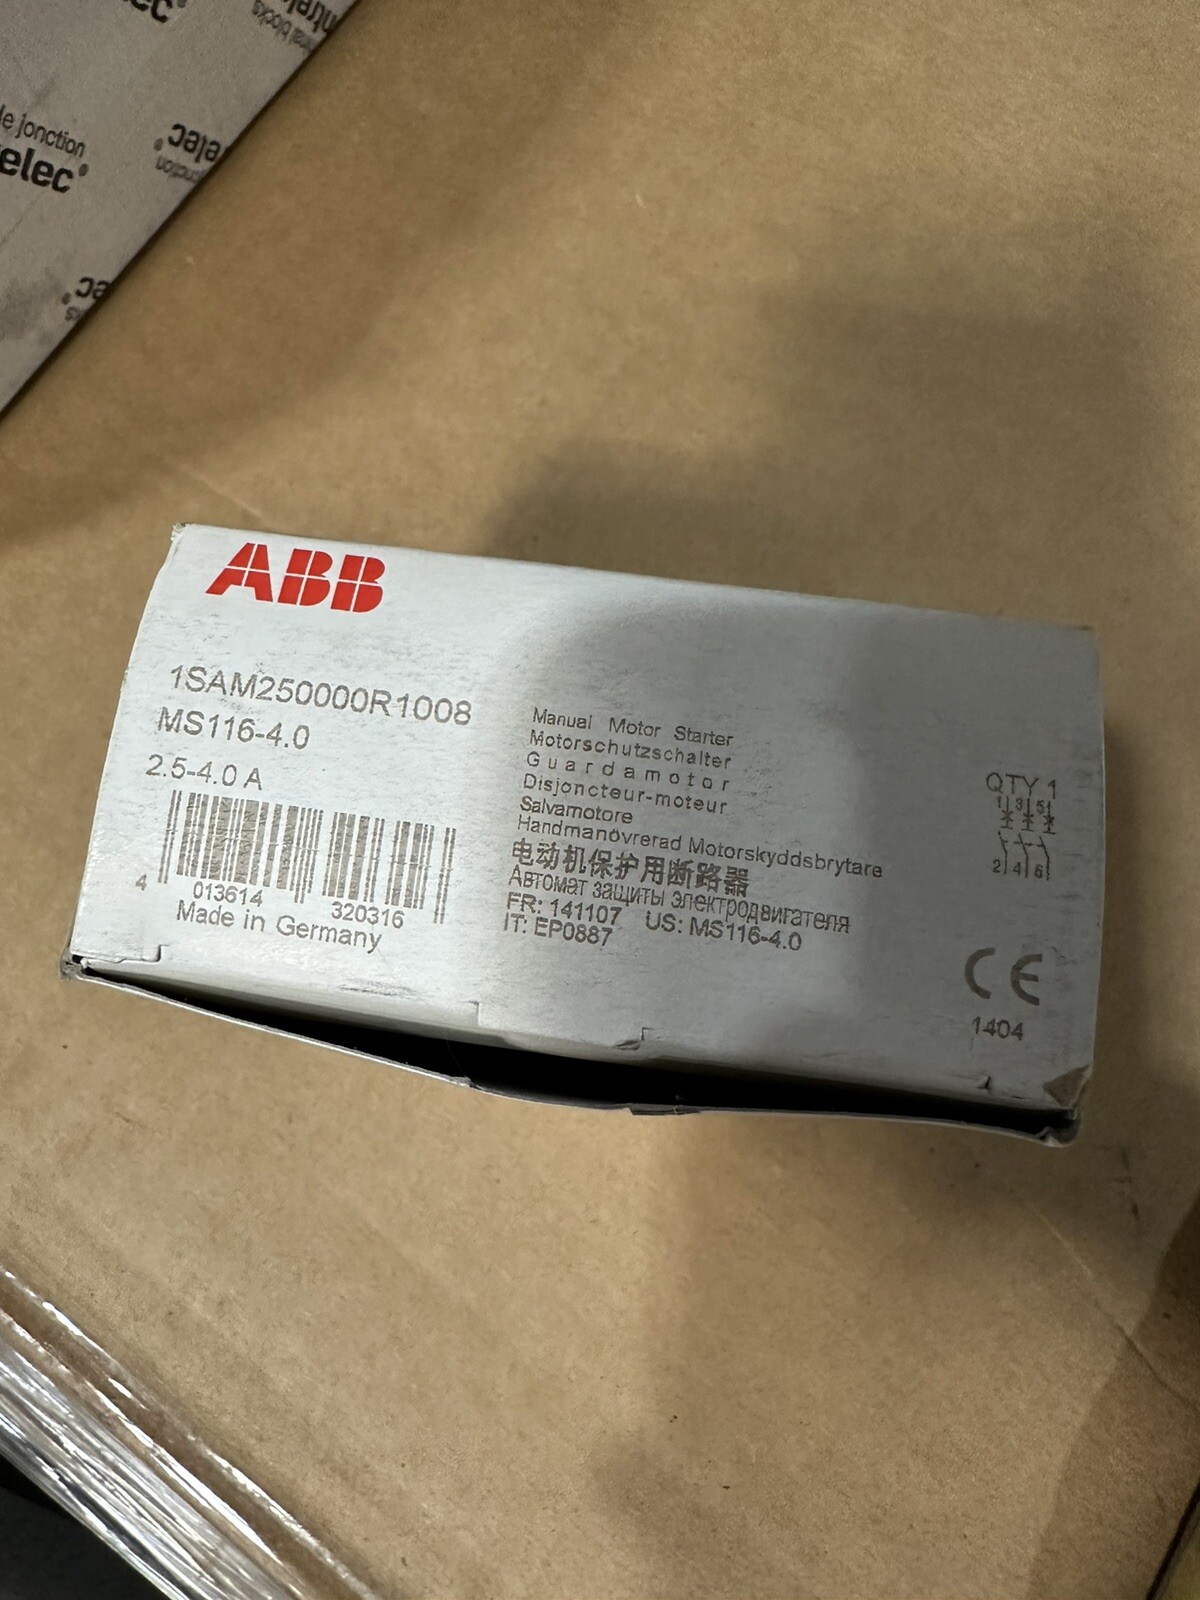 le jonction
elec
ABB
1SAM250000R1008
MS116-4.0
2.5-4.0 A
4 013614 320316
Made in Germany
Manual Motor Starter
Motorschutzschalter
Guardamotor
Disjoncteur-moteur
Salvamotore
Handmanövrerad Motorskyddsbrytare
电动机保护用断路器
Автомат защиты электродвигателя
FR: 141107 US: MS116-4.0
IT: EP0887
QTY 1
1 3 5
2 4 6
CE
1404